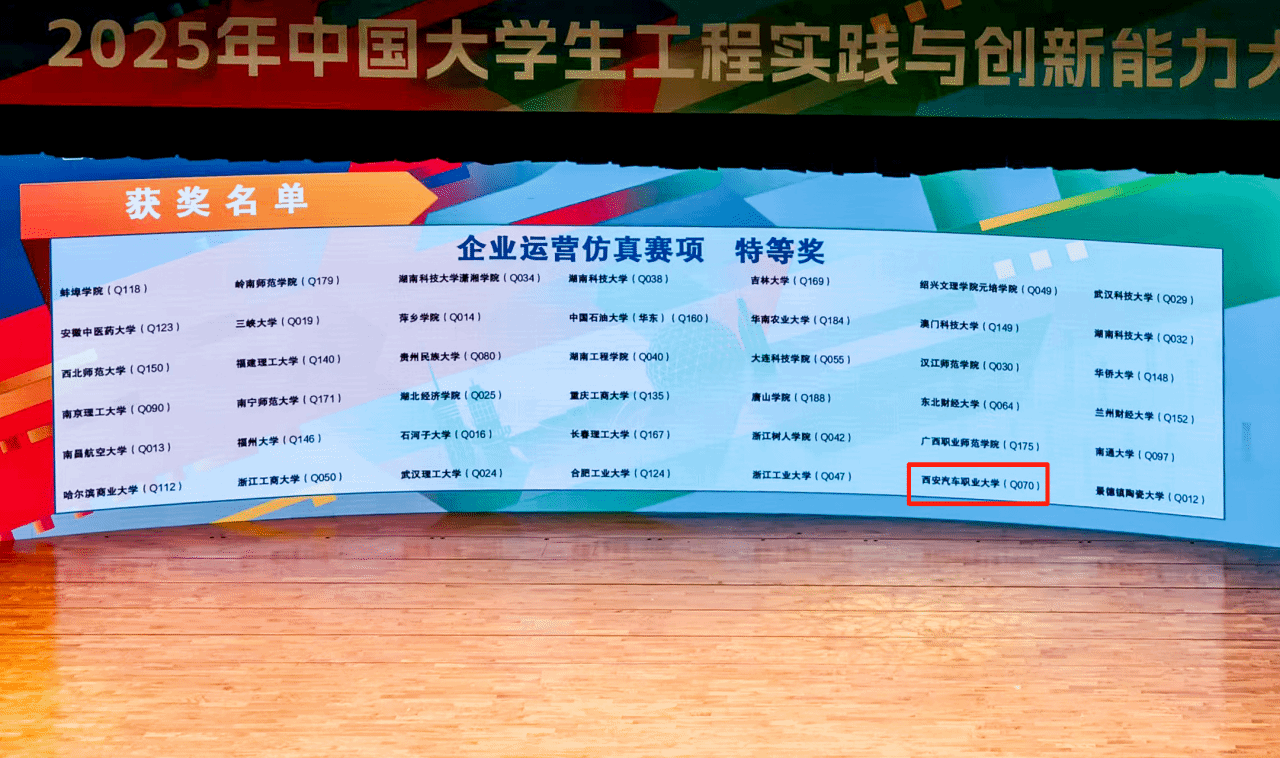 2025年中国大学生工程实践与创新能力大
获奖名单
企业运营仿真赛项 特等奖
蚌埠学院（Q118） 岭南师范学院（Q179） 湖南科技大学潇湘学院（Q034） 湖南科技大学（Q038） 吉林大学（Q169） 绍兴文理学院元培学院（Q049） 武汉科技大学（Q029）
安徽中医药大学（Q123） 三峡大学（Q019） 萍乡学院（Q014） 中国石油大学（华东）（Q160） 华南农业大学（Q184） 澳门科技大学（Q149） 湖南科技大学（Q032）
西北师范大学（Q150） 福建理工大学（Q140） 贵州民族大学（Q080） 湖南工程学院（Q040） 大连科技学院（Q055） 汉江师范学院（Q030） 华侨大学（Q148）
南京理工大学（Q090） 南宁师范大学（Q171） 湖北经济学院（Q025） 重庆工商大学（Q135） 唐山学院（Q188） 东北财经大学（Q064） 兰州财经大学（Q152）
南昌航空大学（Q013） 福州大学（Q146） 石河子大学（Q016） 长春理工大学（Q167） 浙江树人学院（Q042） 广西职业师范学院（Q175） 南通大学（Q097）
哈尔滨商业大学（Q112） 浙江工商大学（Q050） 武汉理工大学（Q024） 合肥工业大学（Q124） 浙江工业大学（Q047） 西安汽车职业大学（Q070） 景德镇陶瓷大学（Q012）